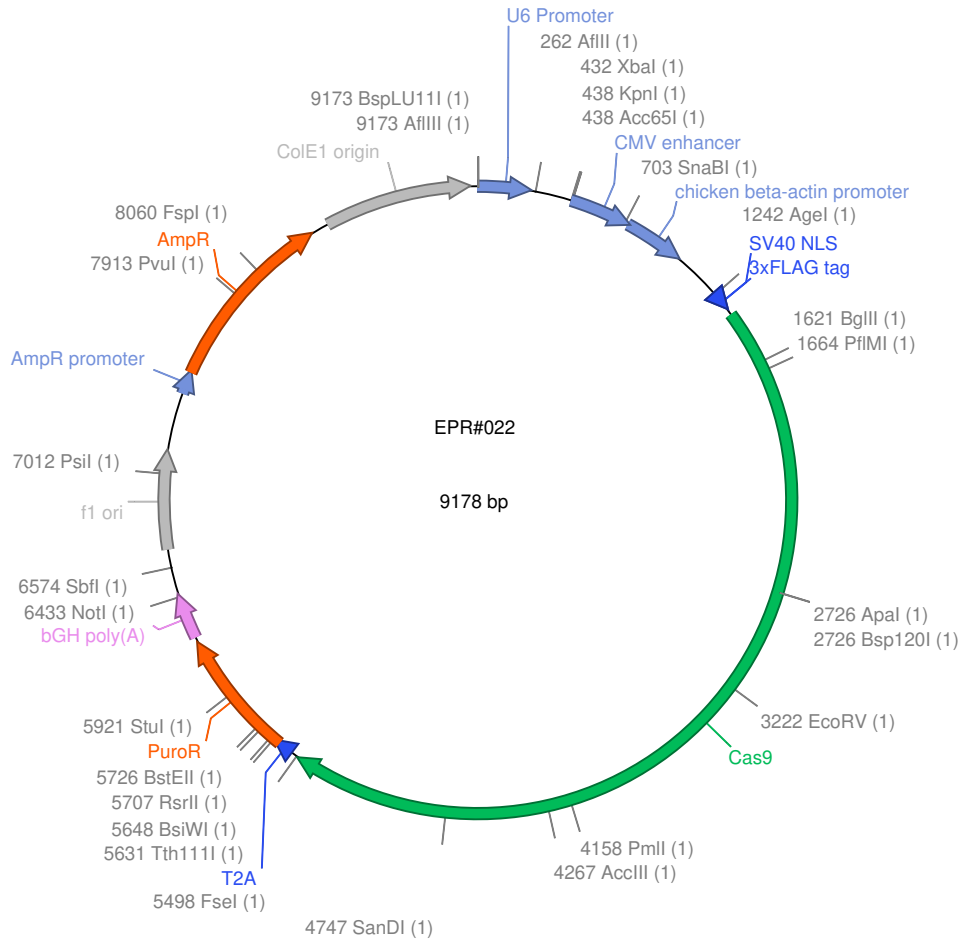 U6 Promoter
262 AflII (1)
432 XbaI (1)
438 KpnI (1)
438 Acc65I (1)
CMV enhancer
703 SnaBI (1)
chicken beta-actin promoter
1242 AgeI (1)
SV40 NLS
3xFLAG tag
1621 BglII (1)
1664 PflMI (1)
2726 ApaI (1)
2726 Bsp120I (1)
3222 EcoRV (1)
Cas9
4158 PmlI (1)
4267 AccIII (1)
4747 SanDI (1)
5498 FseI (1)
T2A
5631 Tth111I (1)
5648 BsiWI (1)
5707 RsrII (1)
5726 BstEII (1)
PuroR
5921 StuI (1)
bGH poly(A)
6433 NotI (1)
6574 SbfI (1)
f1 ori
7012 PsiI (1)
AmpR promoter
7913 PvuI (1)
AmpR
8060 FspI (1)
ColE1 origin
9173 AflIII (1)
9173 BspLU11I (1)
EPR#022
9178 bp